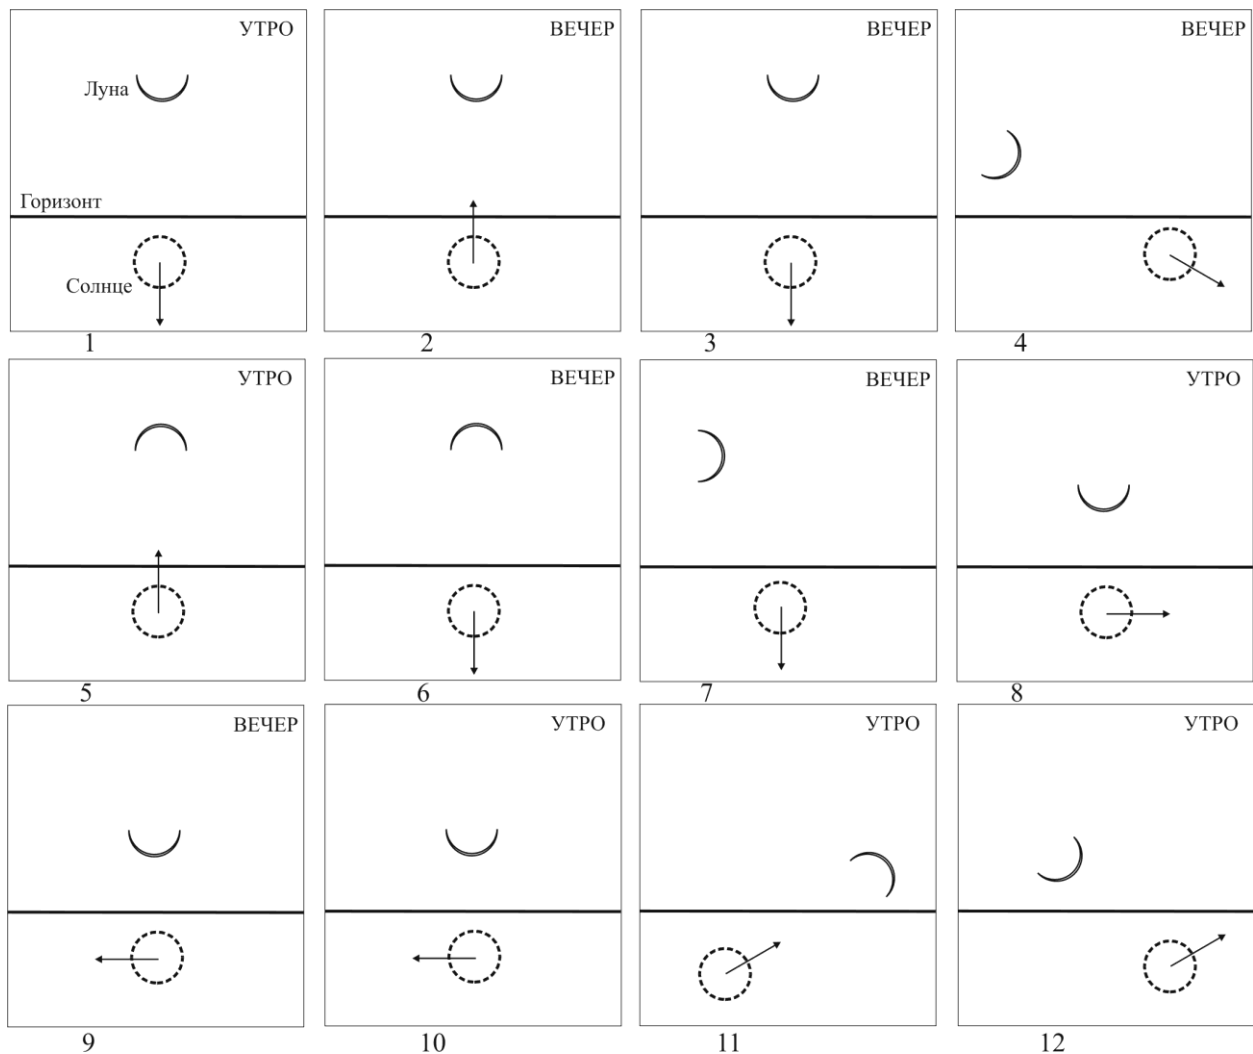 УТРО
ВЕЧЕР
ВЕЧЕР
ВЕЧЕР
Луна
Горизонт
Солнце
1
2
3
4
УТРО
ВЕЧЕР
ВЕЧЕР
УТРО
5
6
7
8
ВЕЧЕР
УТРО
УТРО
УТРО
9
10
11
12